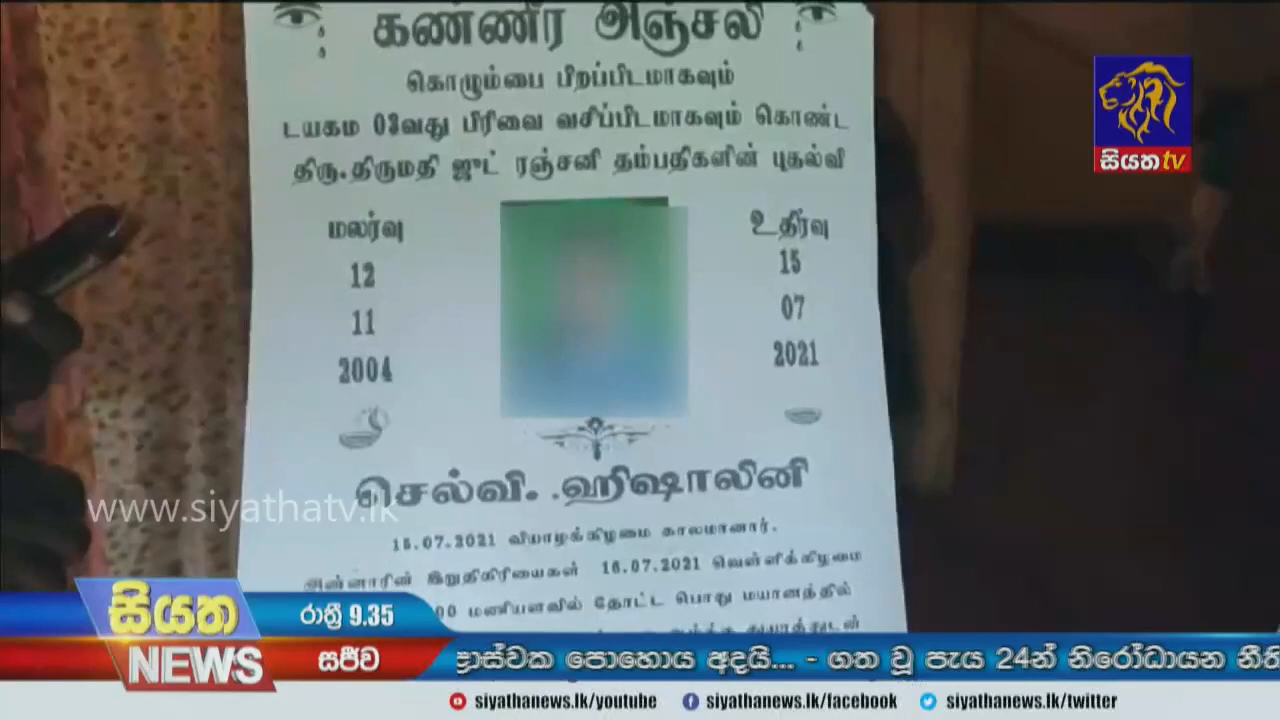 கண்ணீர் அஞ்சலி
கொழும்பை பிறப்பிடமாகவும்
டயகம 03வது பிரிவை வசிப்பிடமாகவும் கொண்ட
திரு.திருமதி ஜுட் ரஞ்சனி தம்பதிகளின் புதல்வி
மலர்வு
12
11
2004
உதிர்வு
15
07
2021
செல்வி. ஹிஷாலினி
15.07.2021 வியாழக்கிழமை காலமானார்.
அன்னாரின் இறுதிகிரியைகள் 16.07.2021 வெள்ளிக்கிழமை
00 மணியளவில் தோட்ட பொது மயானத்தில்
සියත tv
www.siyathatv.lk
සියත
NEWS
රාත්‍රී 9.35
සජීව
පොහොය අදයි... - ගත වූ පැය 24න් නිරෝධායන නීති
siyathanews.lk/youtube
siyathanews.lk/facebook
siyathanews.lk/twitter